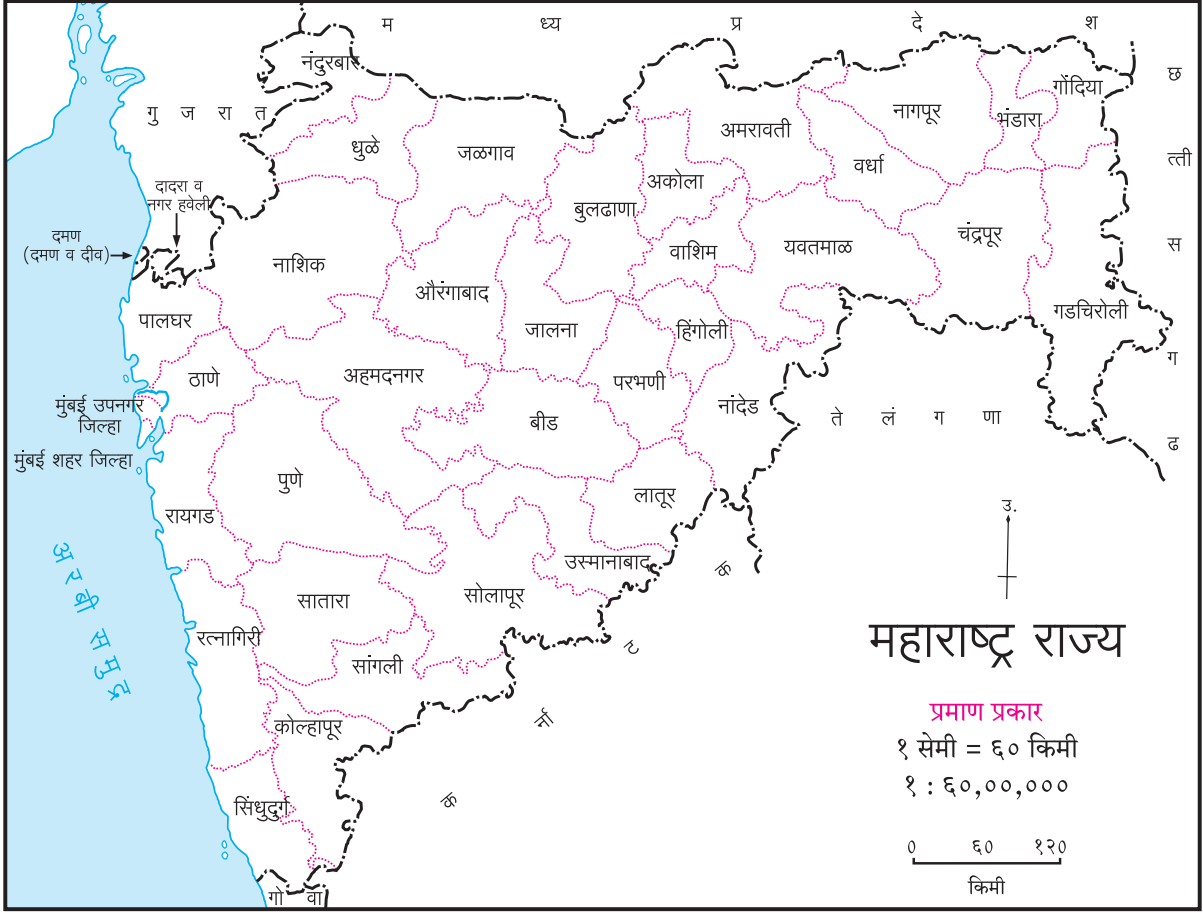 म ध्य प्र दे श
नंदुरबार
छ
गोंदिया
गु ज रा त
नागपूर
भंडारा
अमरावती
धुळे
जळगाव
त्ती
वर्धा
अकोला
दादरा व
नगर हवेली
बुलढाणा
दमण
(दमण व दीव)
चंद्रपूर
स
वाशिम
यवतमाळ
नाशिक
औरंगाबाद
गडचिरोली
पालघर
जालना
हिंगोली
ग
ठाणे
अहमदनगर
परभणी
मुंबई उपनगर
जिल्हा
नांदेड
ते लं ग णा
बीड
ढ
मुंबई शहर जिल्हा
पुणे
लातूर
रायगड
उ.
अरबी समुद्र
उस्मानाबाद
क
सातारा
सोलापूर
रत्नागिरी
महाराष्ट्र राज्य
ट
सांगली
प्रमाण प्रकार
र्ना
कोल्हापूर
१ सेमी = ६० किमी
१ : ६०,००,०००
क
सिंधुदुर्ग
० ६० १२०
किमी
गो वा